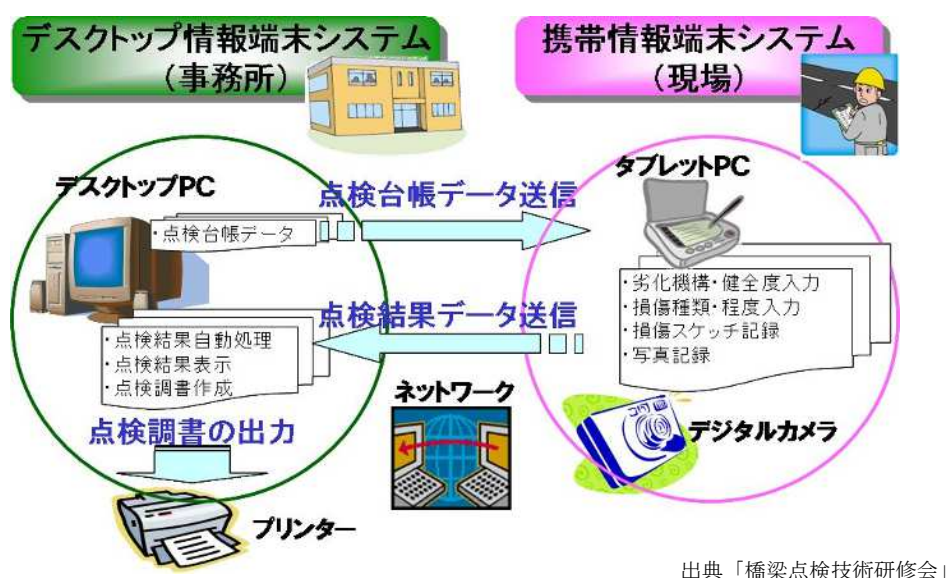 デスクトップ情報端末システム
(事務所)
携帯情報端末システム
(現場)
デスクトップPC
・点検台帳データ
点検台帳データ送信
タブレットPC
・劣化機構・健全度入力
・損傷種類・程度入力
・損傷スケッチ記録
・写真記録
点検結果データ送信
・点検結果自動処理
・点検結果表示
・点検調書作成
ネットワーク
点検調書の出力
デジタルカメラ
プリンター
出典「橋梁点検技術研修会」